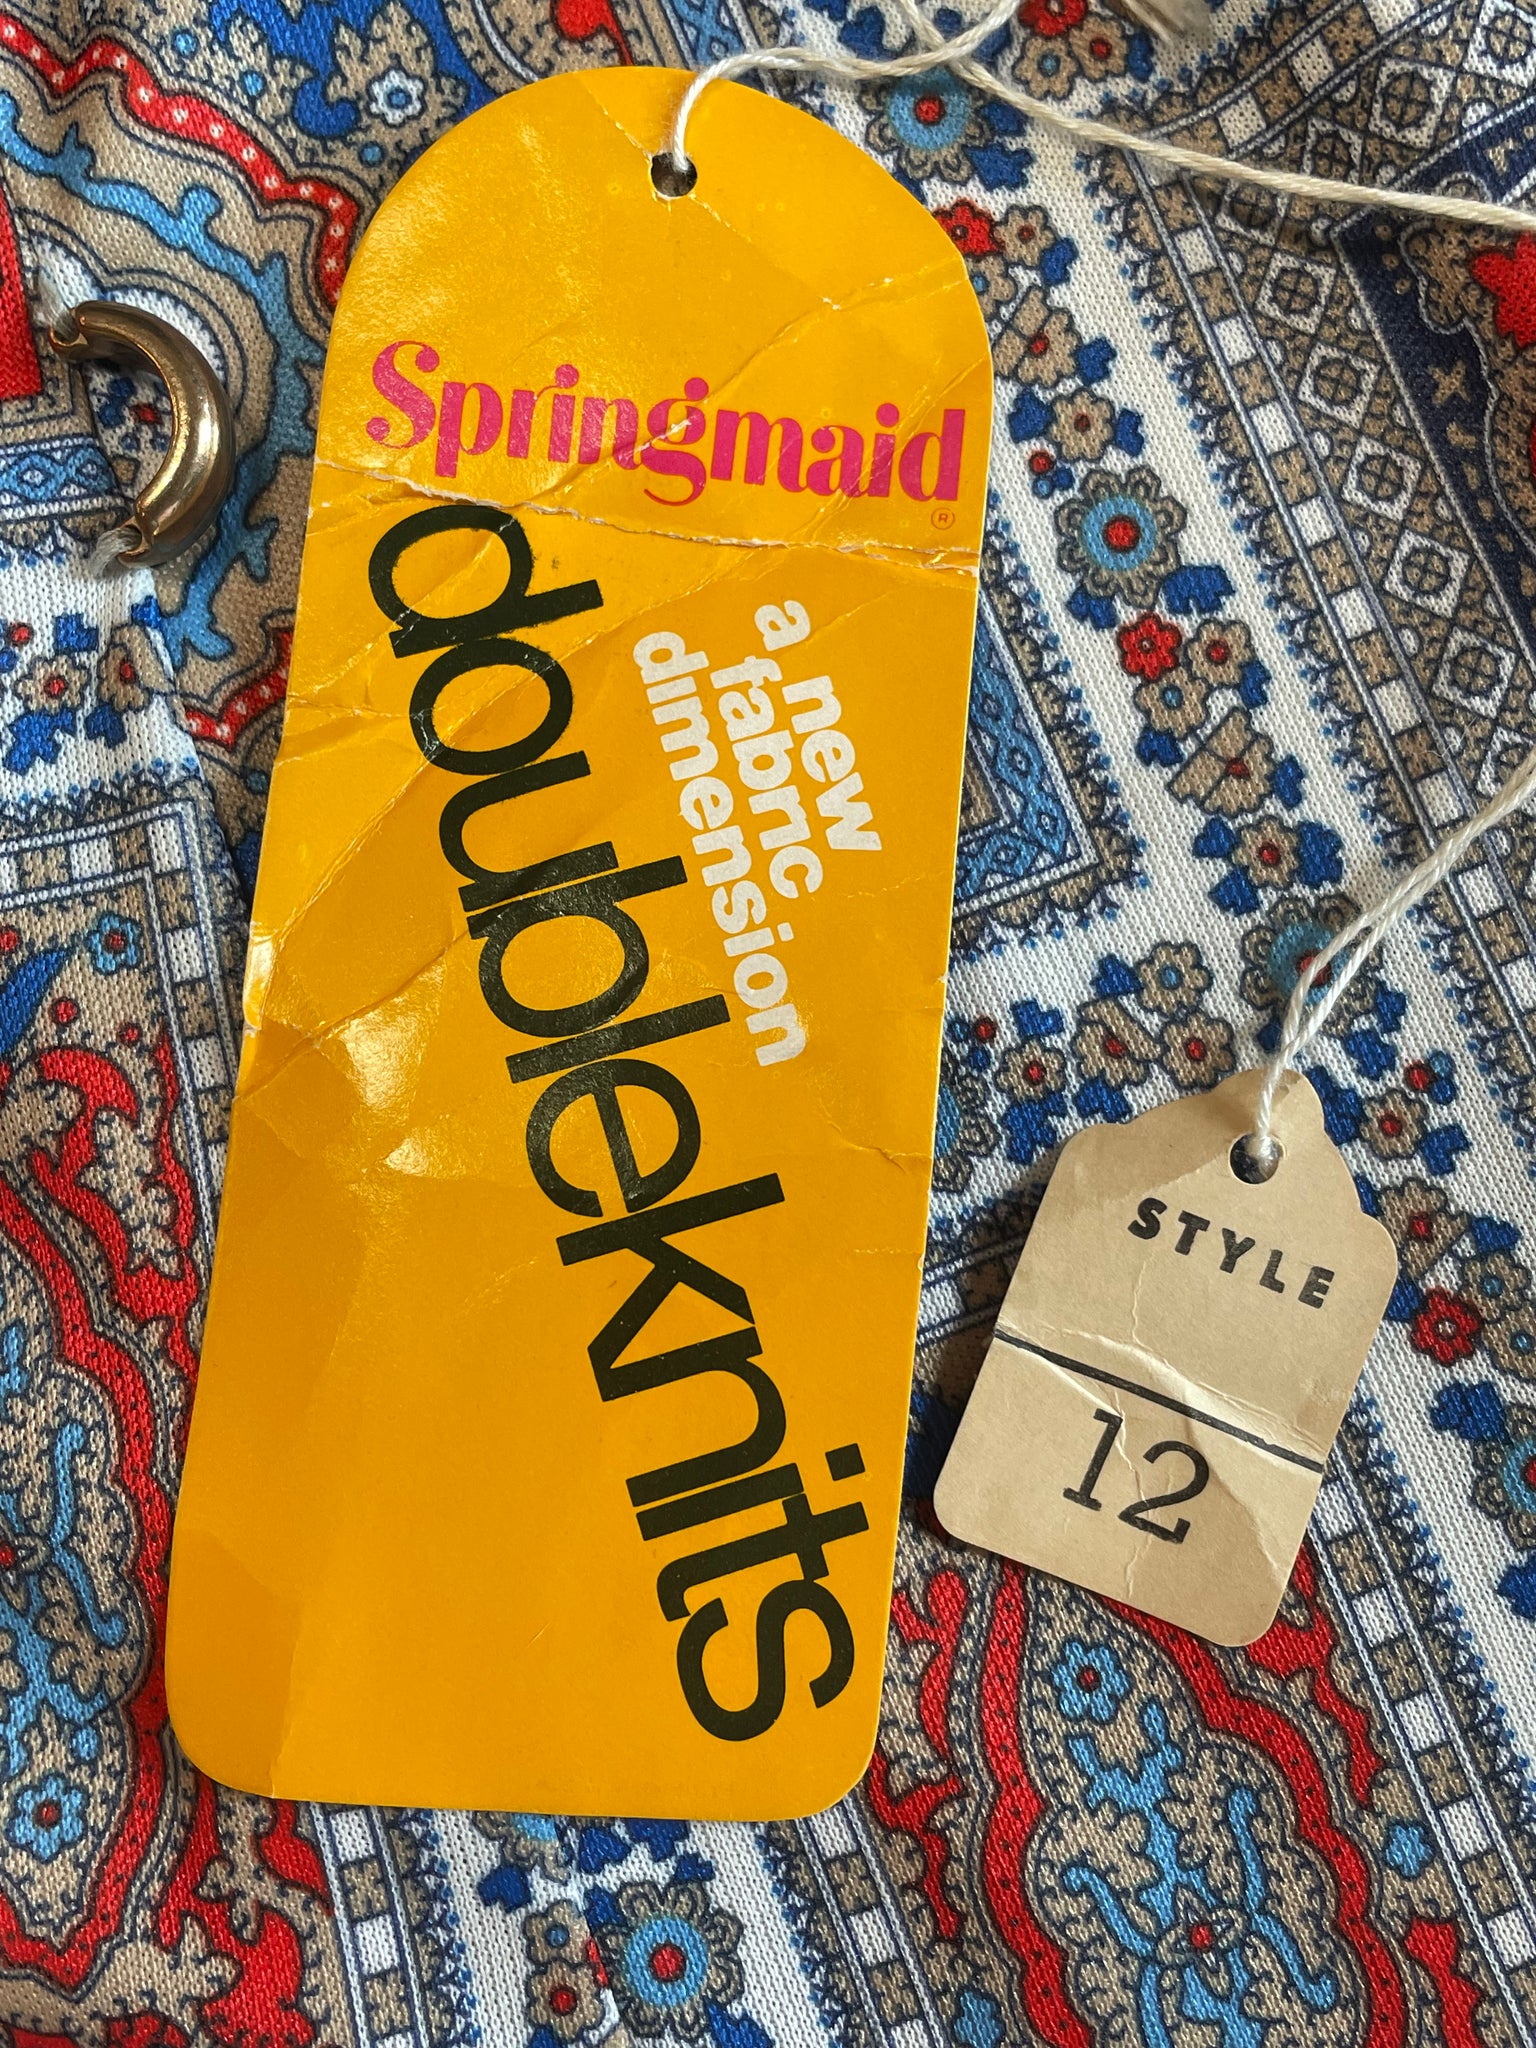 Springmaid
®
doubleknits
a new
fabric
dimension
STYLE
12